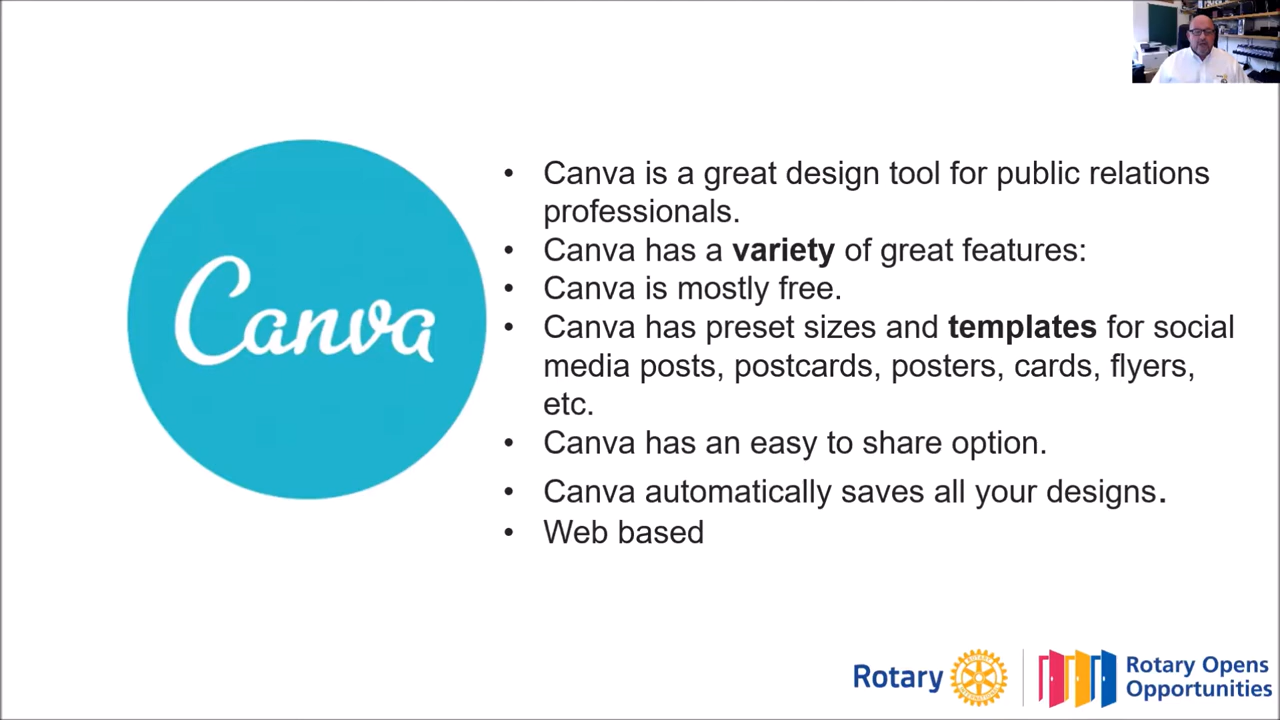 Canva
• Canva is a great design tool for public relations
professionals.
• Canva has a variety of great features:
• Canva is mostly free.
• Canva has preset sizes and templates for social
media posts, postcards, posters, cards, flyers,
etc.
• Canva has an easy to share option.
• Canva automatically saves all your designs.
• Web based
Rotary
Rotary Opens
Opportunities